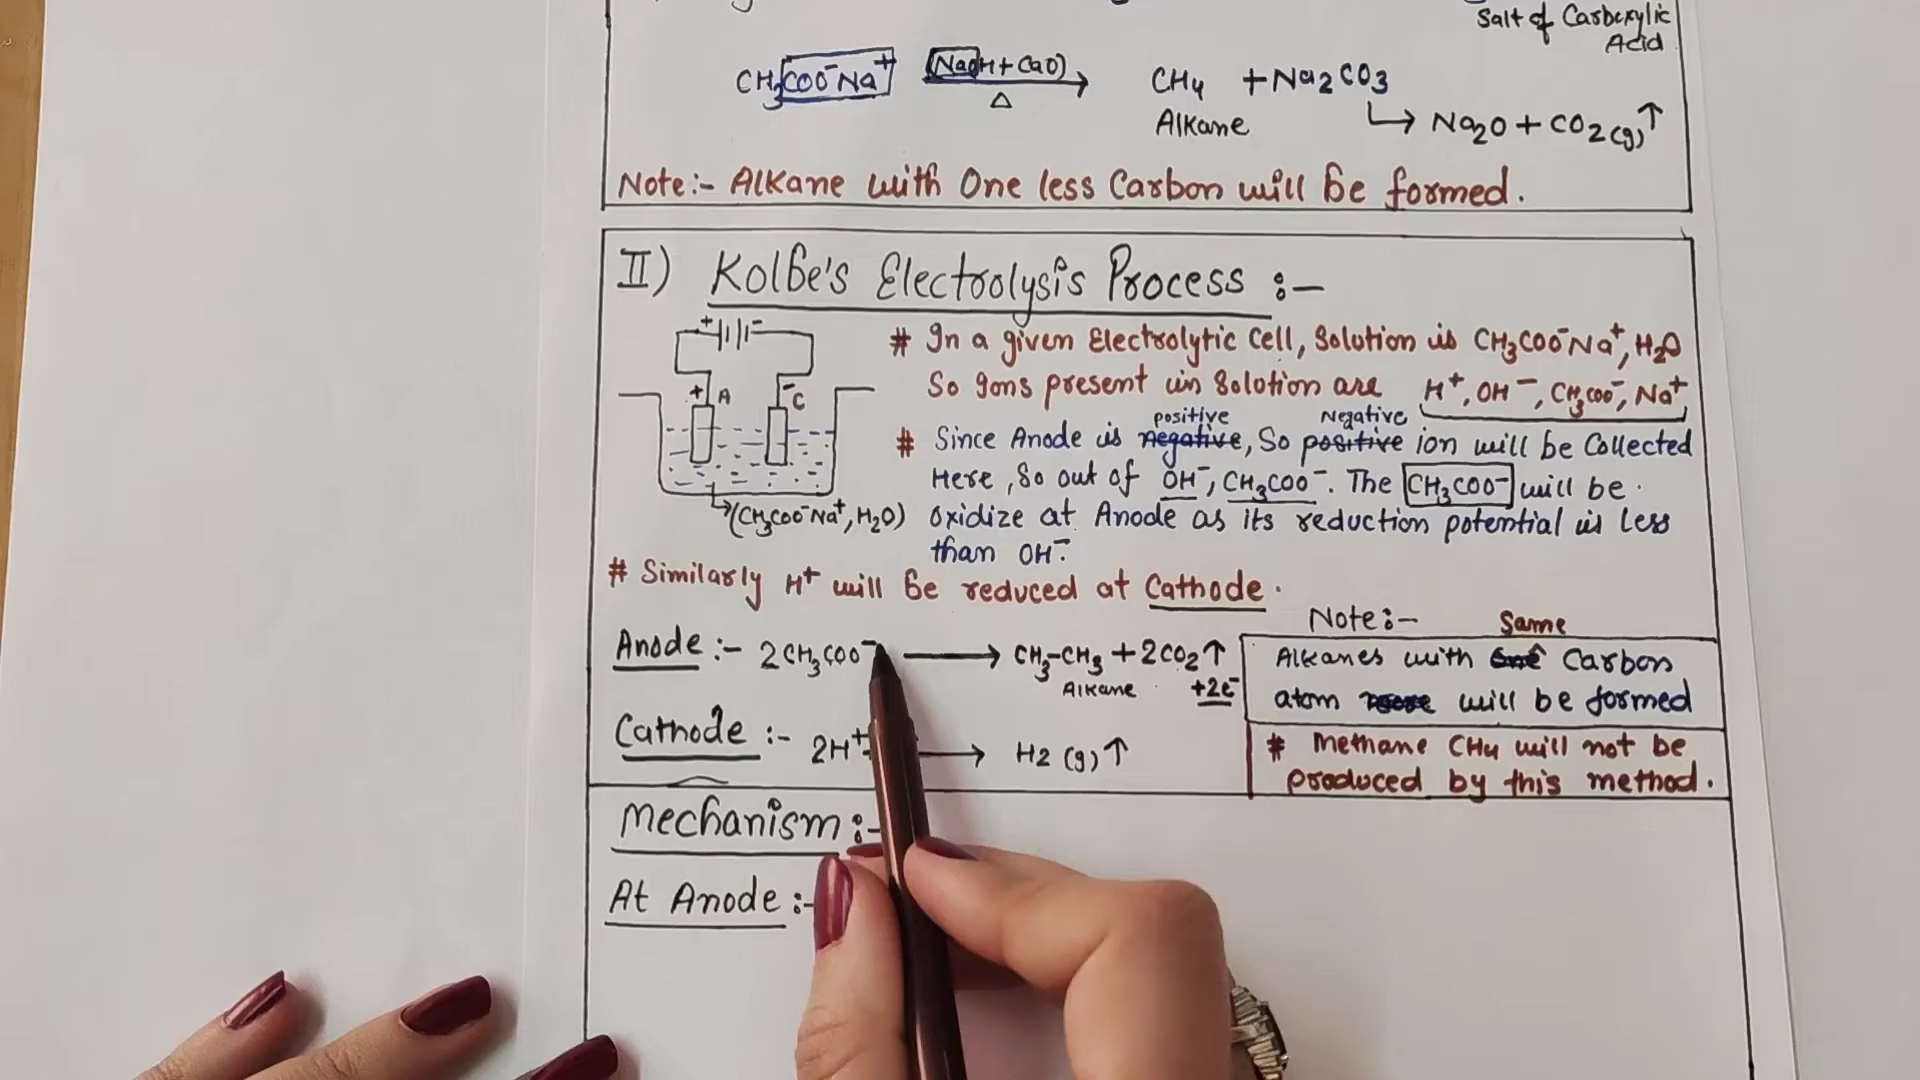 Salt of Carboxylic
Acid
CH3COO⁻Na⁺ (NaOH + CaO) CH4 + Na2CO3
△
Alkane → Na2O + CO2(g)↑
Note:- Alkane with One less Carbon will be formed.
II) Kolbe's Electrolysis Process :-
+ -
+ A - C
(CH3COO⁻Na⁺, H2O)
# In a given Electrolytic Cell, Solution is CH3COO⁻Na⁺, H2O
So Ions present in Solotion are H⁺, OH⁻, CH3COO⁻, Na⁺
positive Negative
# Since Anode is negative, So positive ion will be Collected
Here, So out of OH⁻, CH3COO⁻. The CH3COO⁻ will be
oxidize at Anode as its reduction potential is less
than OH⁻.
# Similarly H⁺ will be reduced at Cathode.
Anode :- 2CH3COO⁻ → CH3-CH3 + 2CO2↑
Alkane +2e⁻
Cathode :- 2H⁺ → H2 (g)↑
Note:- Same
Alkanes with one Carbon
atom will be formed
# Methane CH4 will not be
produced by this method.
Mechanism :-
At Anode :-